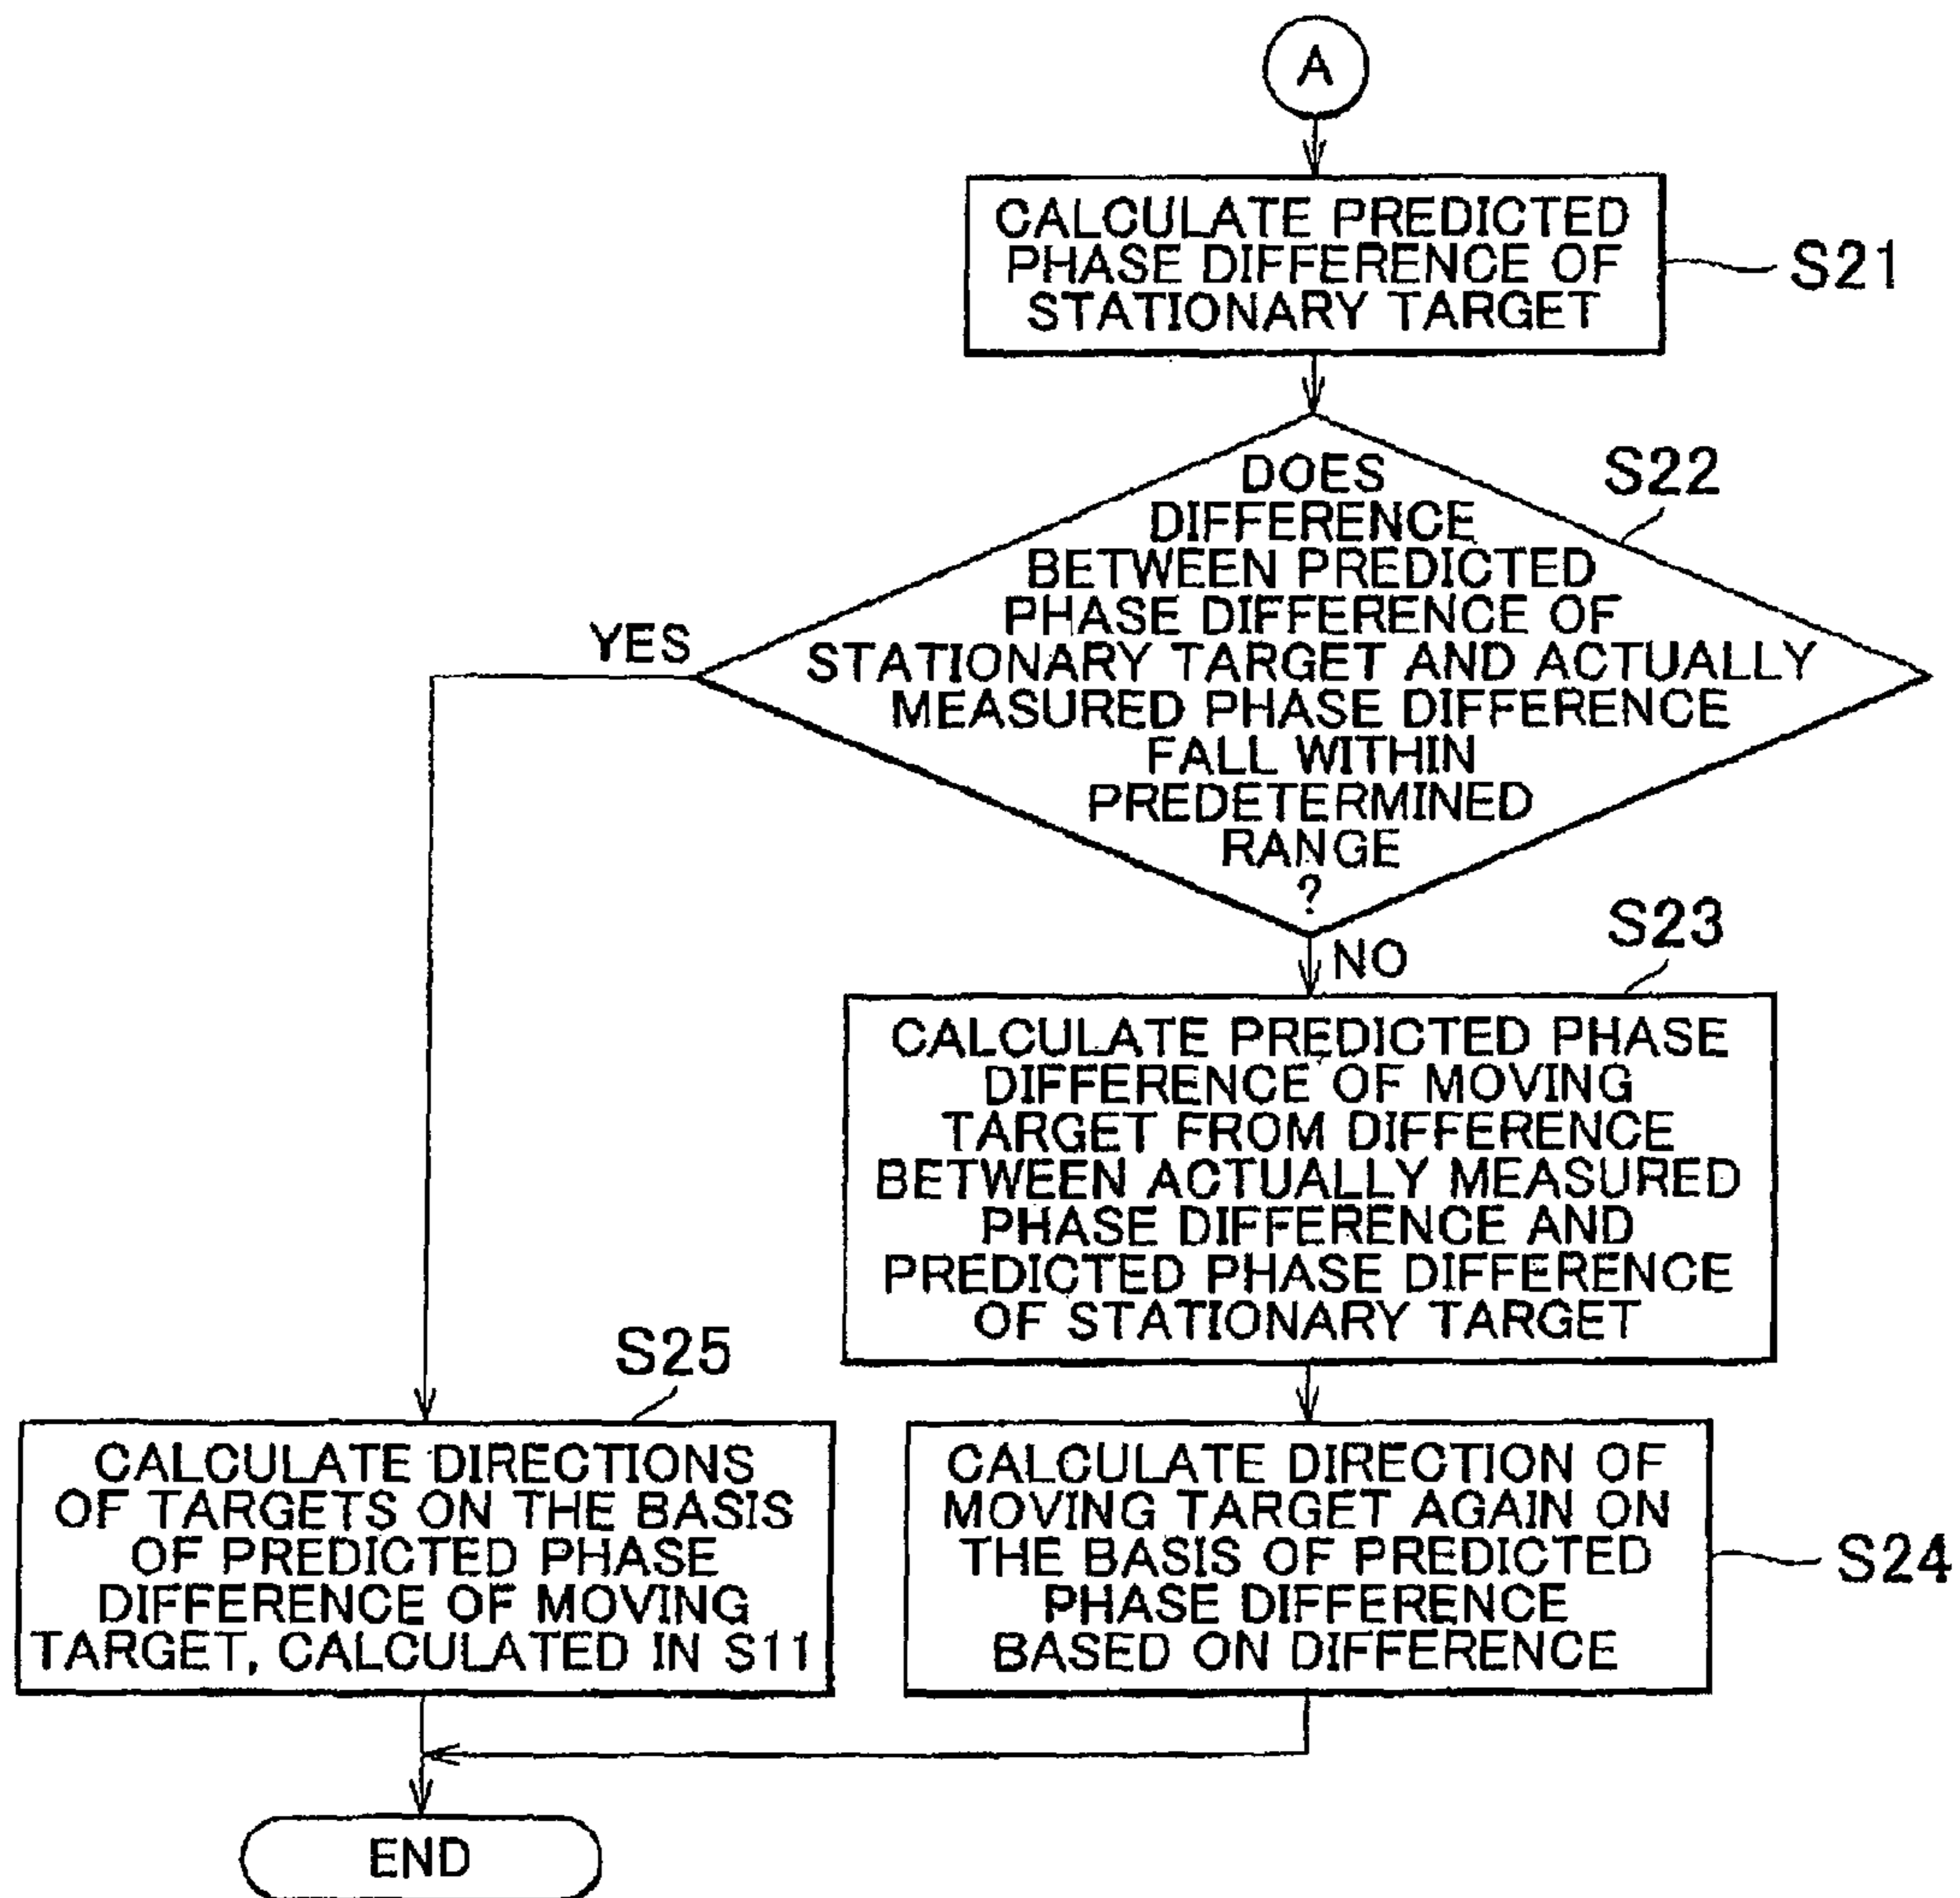 A
CALCULATE PREDICTED
PHASE DIFFERENCE OF
STATIONARY TARGET
S21
DOES
DIFFERENCE
BETWEEN PREDICTED
PHASE DIFFERENCE OF
STATIONARY TARGET AND ACTUALLY
MEASURED PHASE DIFFERENCE
FALL WITHIN
PREDETERMINED
RANGE
?
S22
YES
NO
S23
CALCULATE PREDICTED PHASE
DIFFERENCE OF MOVING
TARGET FROM DIFFERENCE
BETWEEN ACTUALLY MEASURED
PHASE DIFFERENCE AND
PREDICTED PHASE DIFFERENCE
OF STATIONARY TARGET
S25
CALCULATE DIRECTIONS
OF TARGETS ON THE BASIS
OF PREDICTED PHASE
DIFFERENCE OF MOVING
TARGET, CALCULATED IN S11
CALCULATE DIRECTION OF
MOVING TARGET AGAIN ON
THE BASIS OF PREDICTED
PHASE DIFFERENCE
BASED ON DIFFERENCE
S24
END